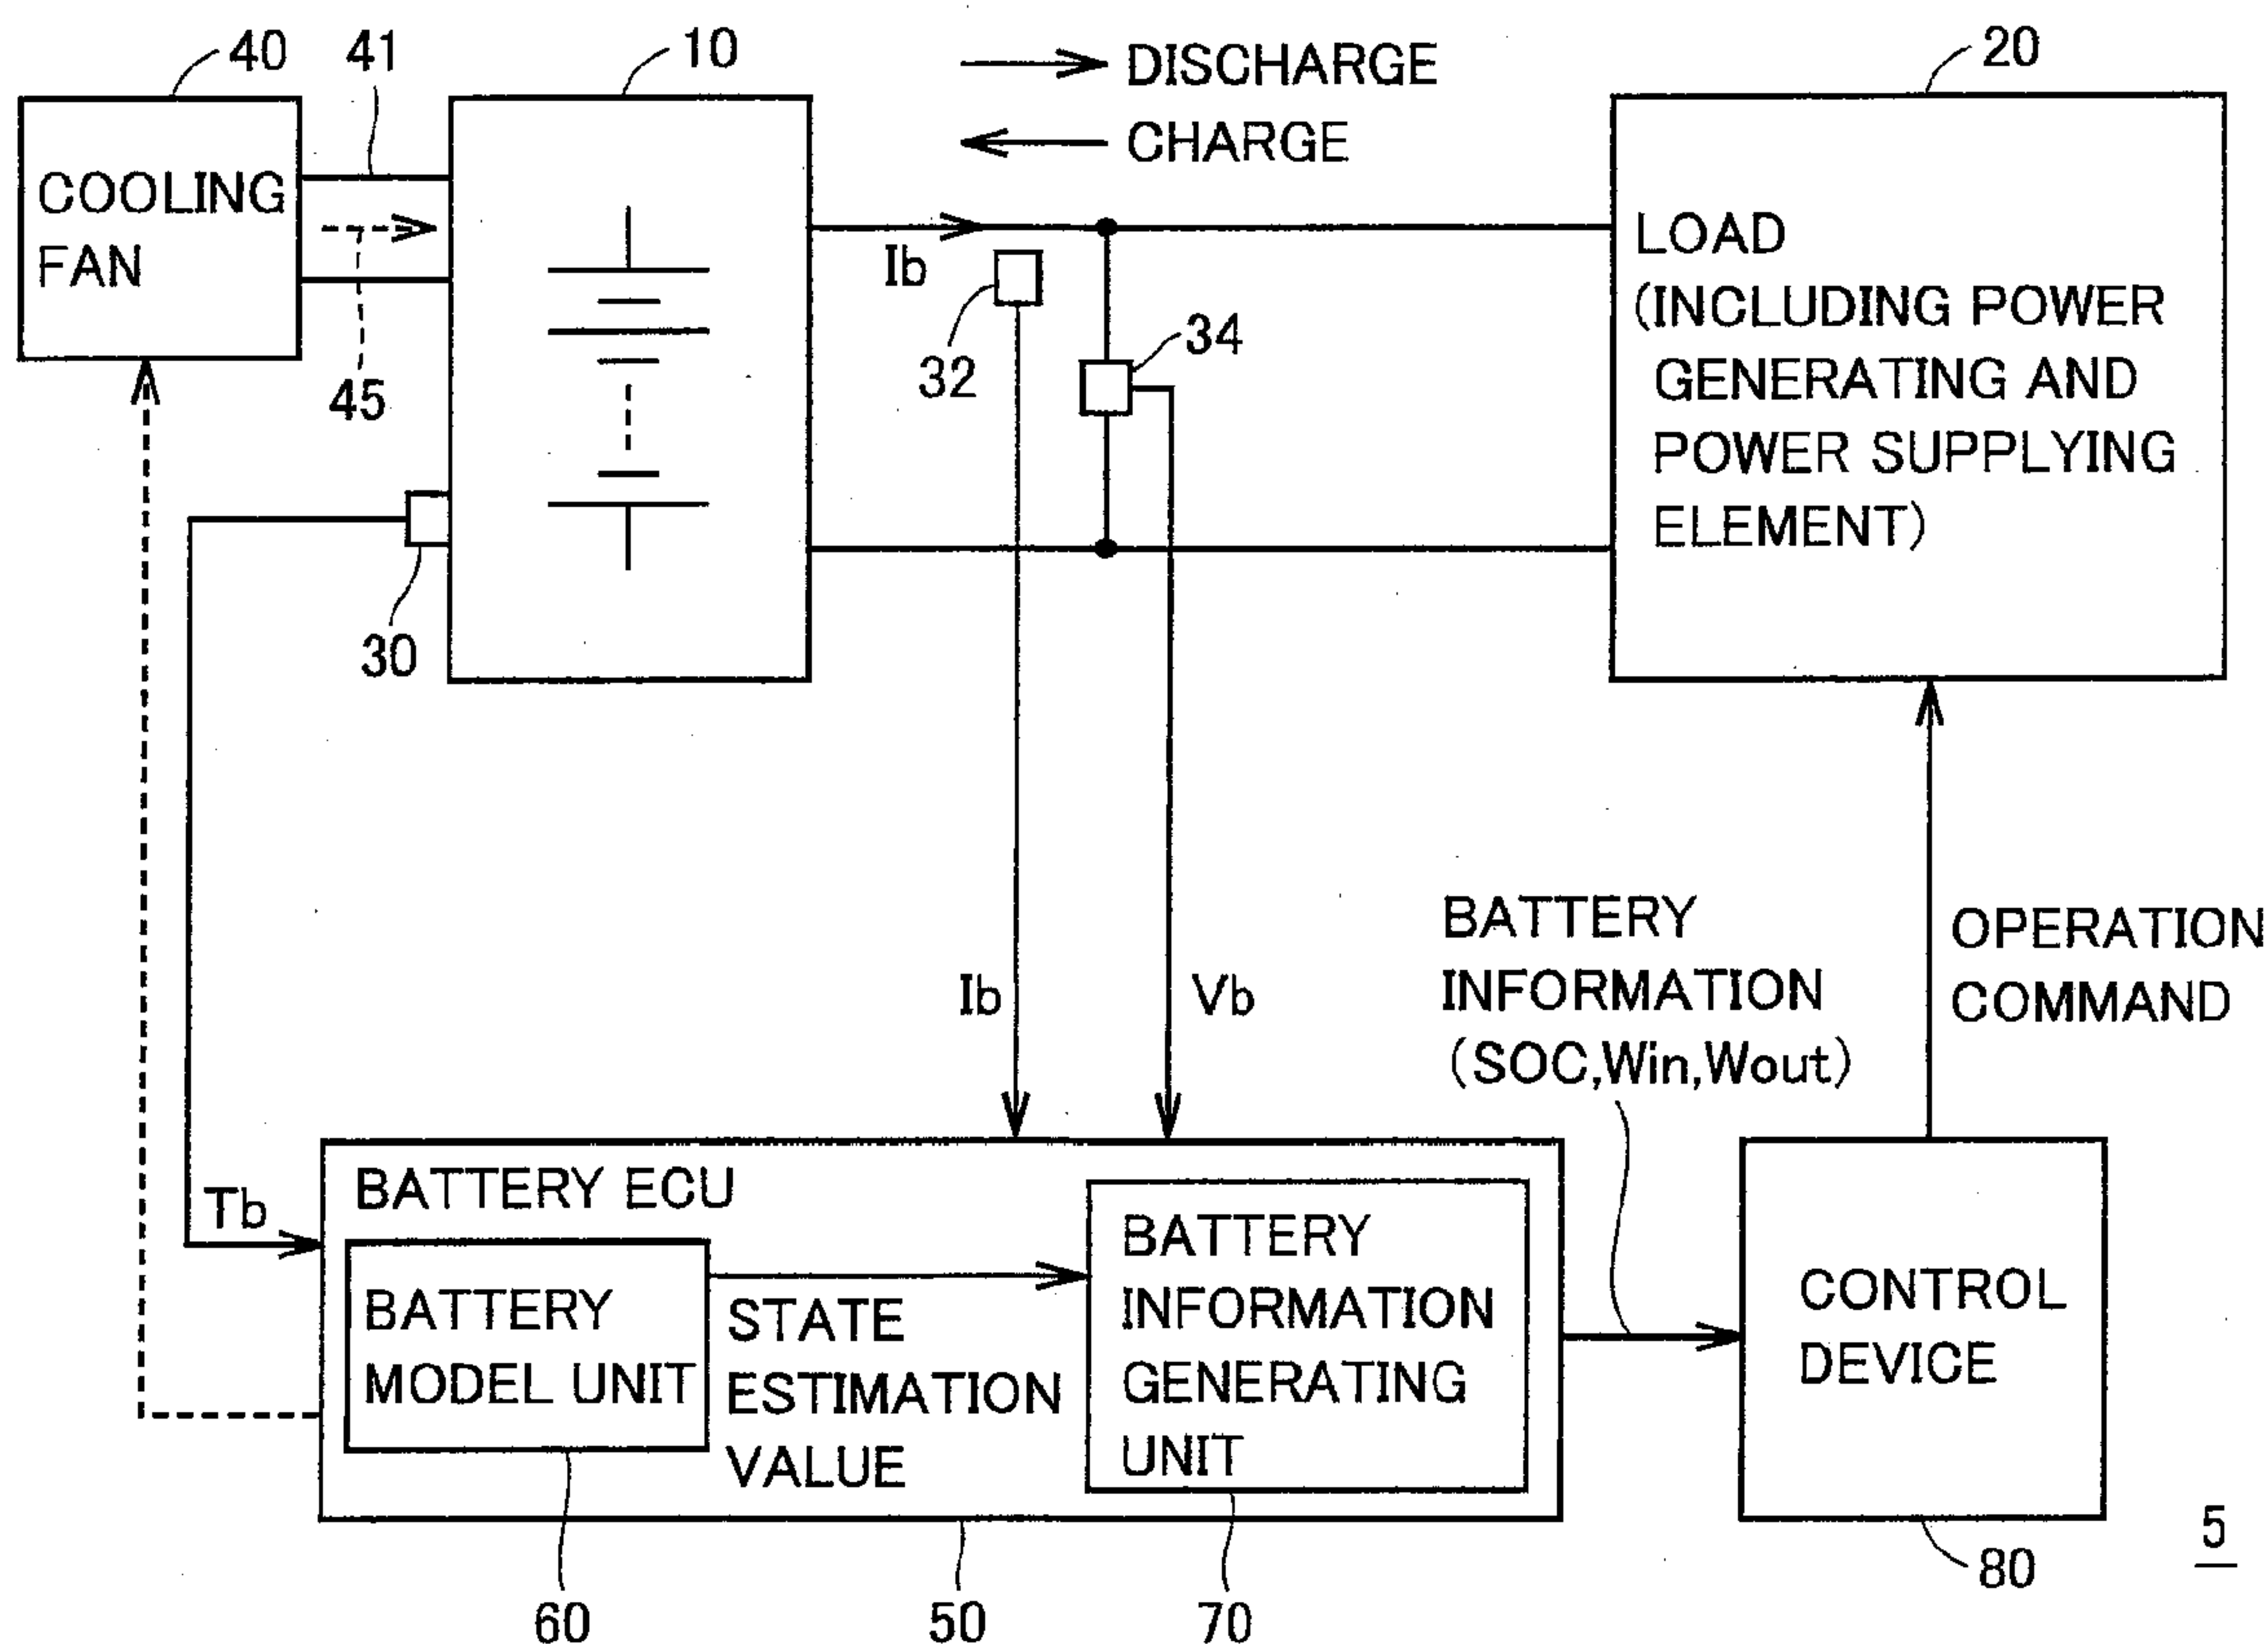 40
41
10
DISCHARGE
CHARGE
20
COOLING
FAN
45
Ib
32
34
LOAD
(INCLUDING POWER
GENERATING AND
POWER SUPPLYING
ELEMENT)
30
Ib
Vb
BATTERY
INFORMATION
(SOC,Win,Wout)
OPERATION
COMMAND
Tb
BATTERY ECU
BATTERY
MODEL UNIT
STATE
ESTIMATION
VALUE
BATTERY
INFORMATION
GENERATING
UNIT
CONTROL
DEVICE
60
50
70
80
5